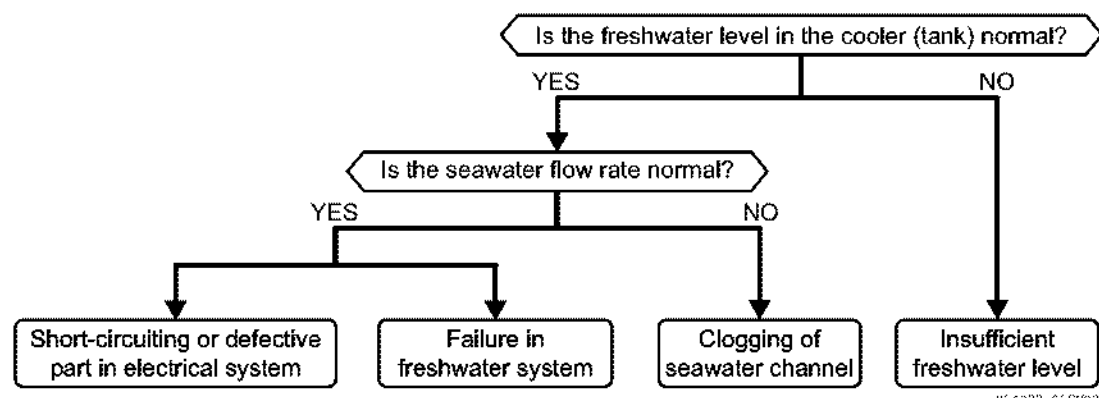 Is the freshwater level in the cooler (tank) normal?
YES
NO
Is the seawater flow rate normal?
YES
NO
Short-circuiting or defective
part in electrical system
Failure in
freshwater system
Clogging of
seawater channel
Insufficient
freshwater level